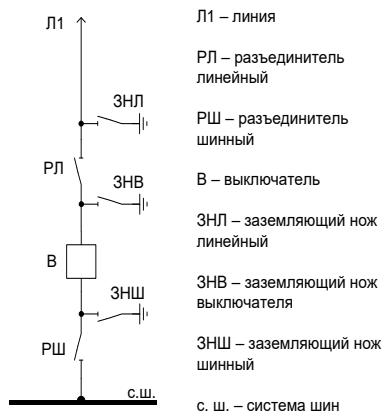 Л1
ЗНЛ
РЛ
ЗНВ
В
ЗНШ
РШ
с.ш.
Л1 – линия
РЛ – разъединитель
линейный
РШ – разъединитель
шинный
В – выключатель
ЗНЛ – заземляющий нож
линейный
ЗНВ – заземляющий нож
выключателя
ЗНШ – заземляющий нож
шинный
с. ш. – система шин